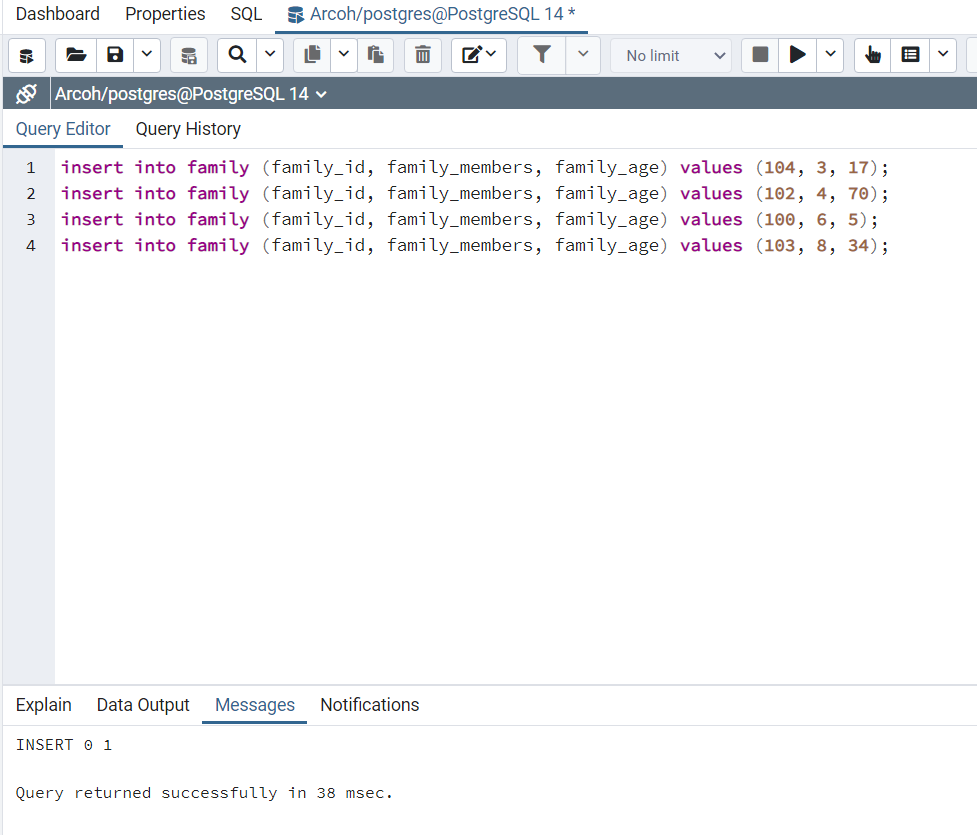 Dashboard Properties SQL Arcoh/postgres@PostgreSQL 14 *
No limit
Arcoh/postgres@PostgreSQL 14
Query Editor Query History
1 insert into family (family_id, family_members, family_age) values (104, 3, 17);
2 insert into family (family_id, family_members, family_age) values (102, 4, 70);
3 insert into family (family_id, family_members, family_age) values (100, 6, 5);
4 insert into family (family_id, family_members, family_age) values (103, 8, 34);
Explain Data Output Messages Notifications
INSERT 0 1
Query returned successfully in 38 msec.